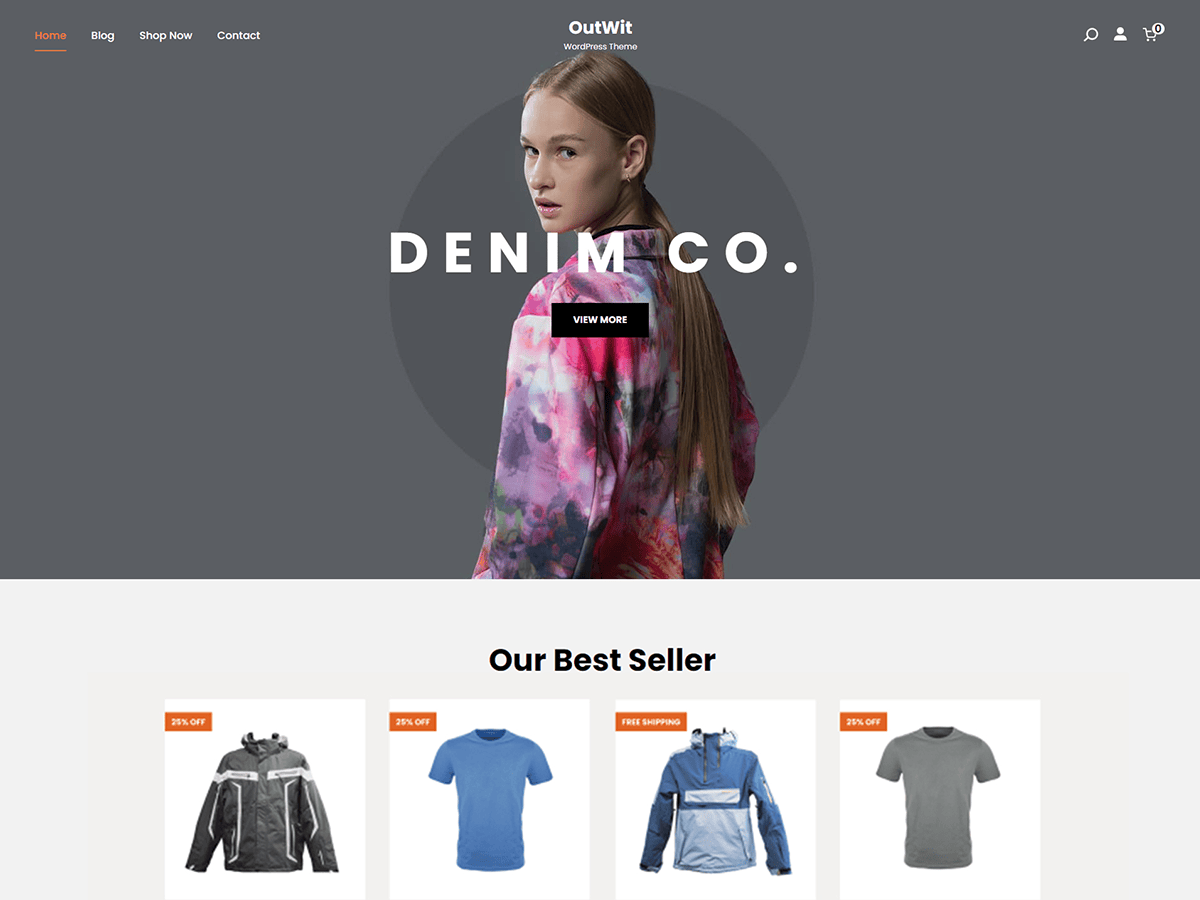 Home Blog Shop Now Contact
OutWit
WordPress Theme
0
DENIM CO.
VIEW MORE
Our Best Seller
25% OFF
25% OFF
FREE SHIPPING
25% OFF